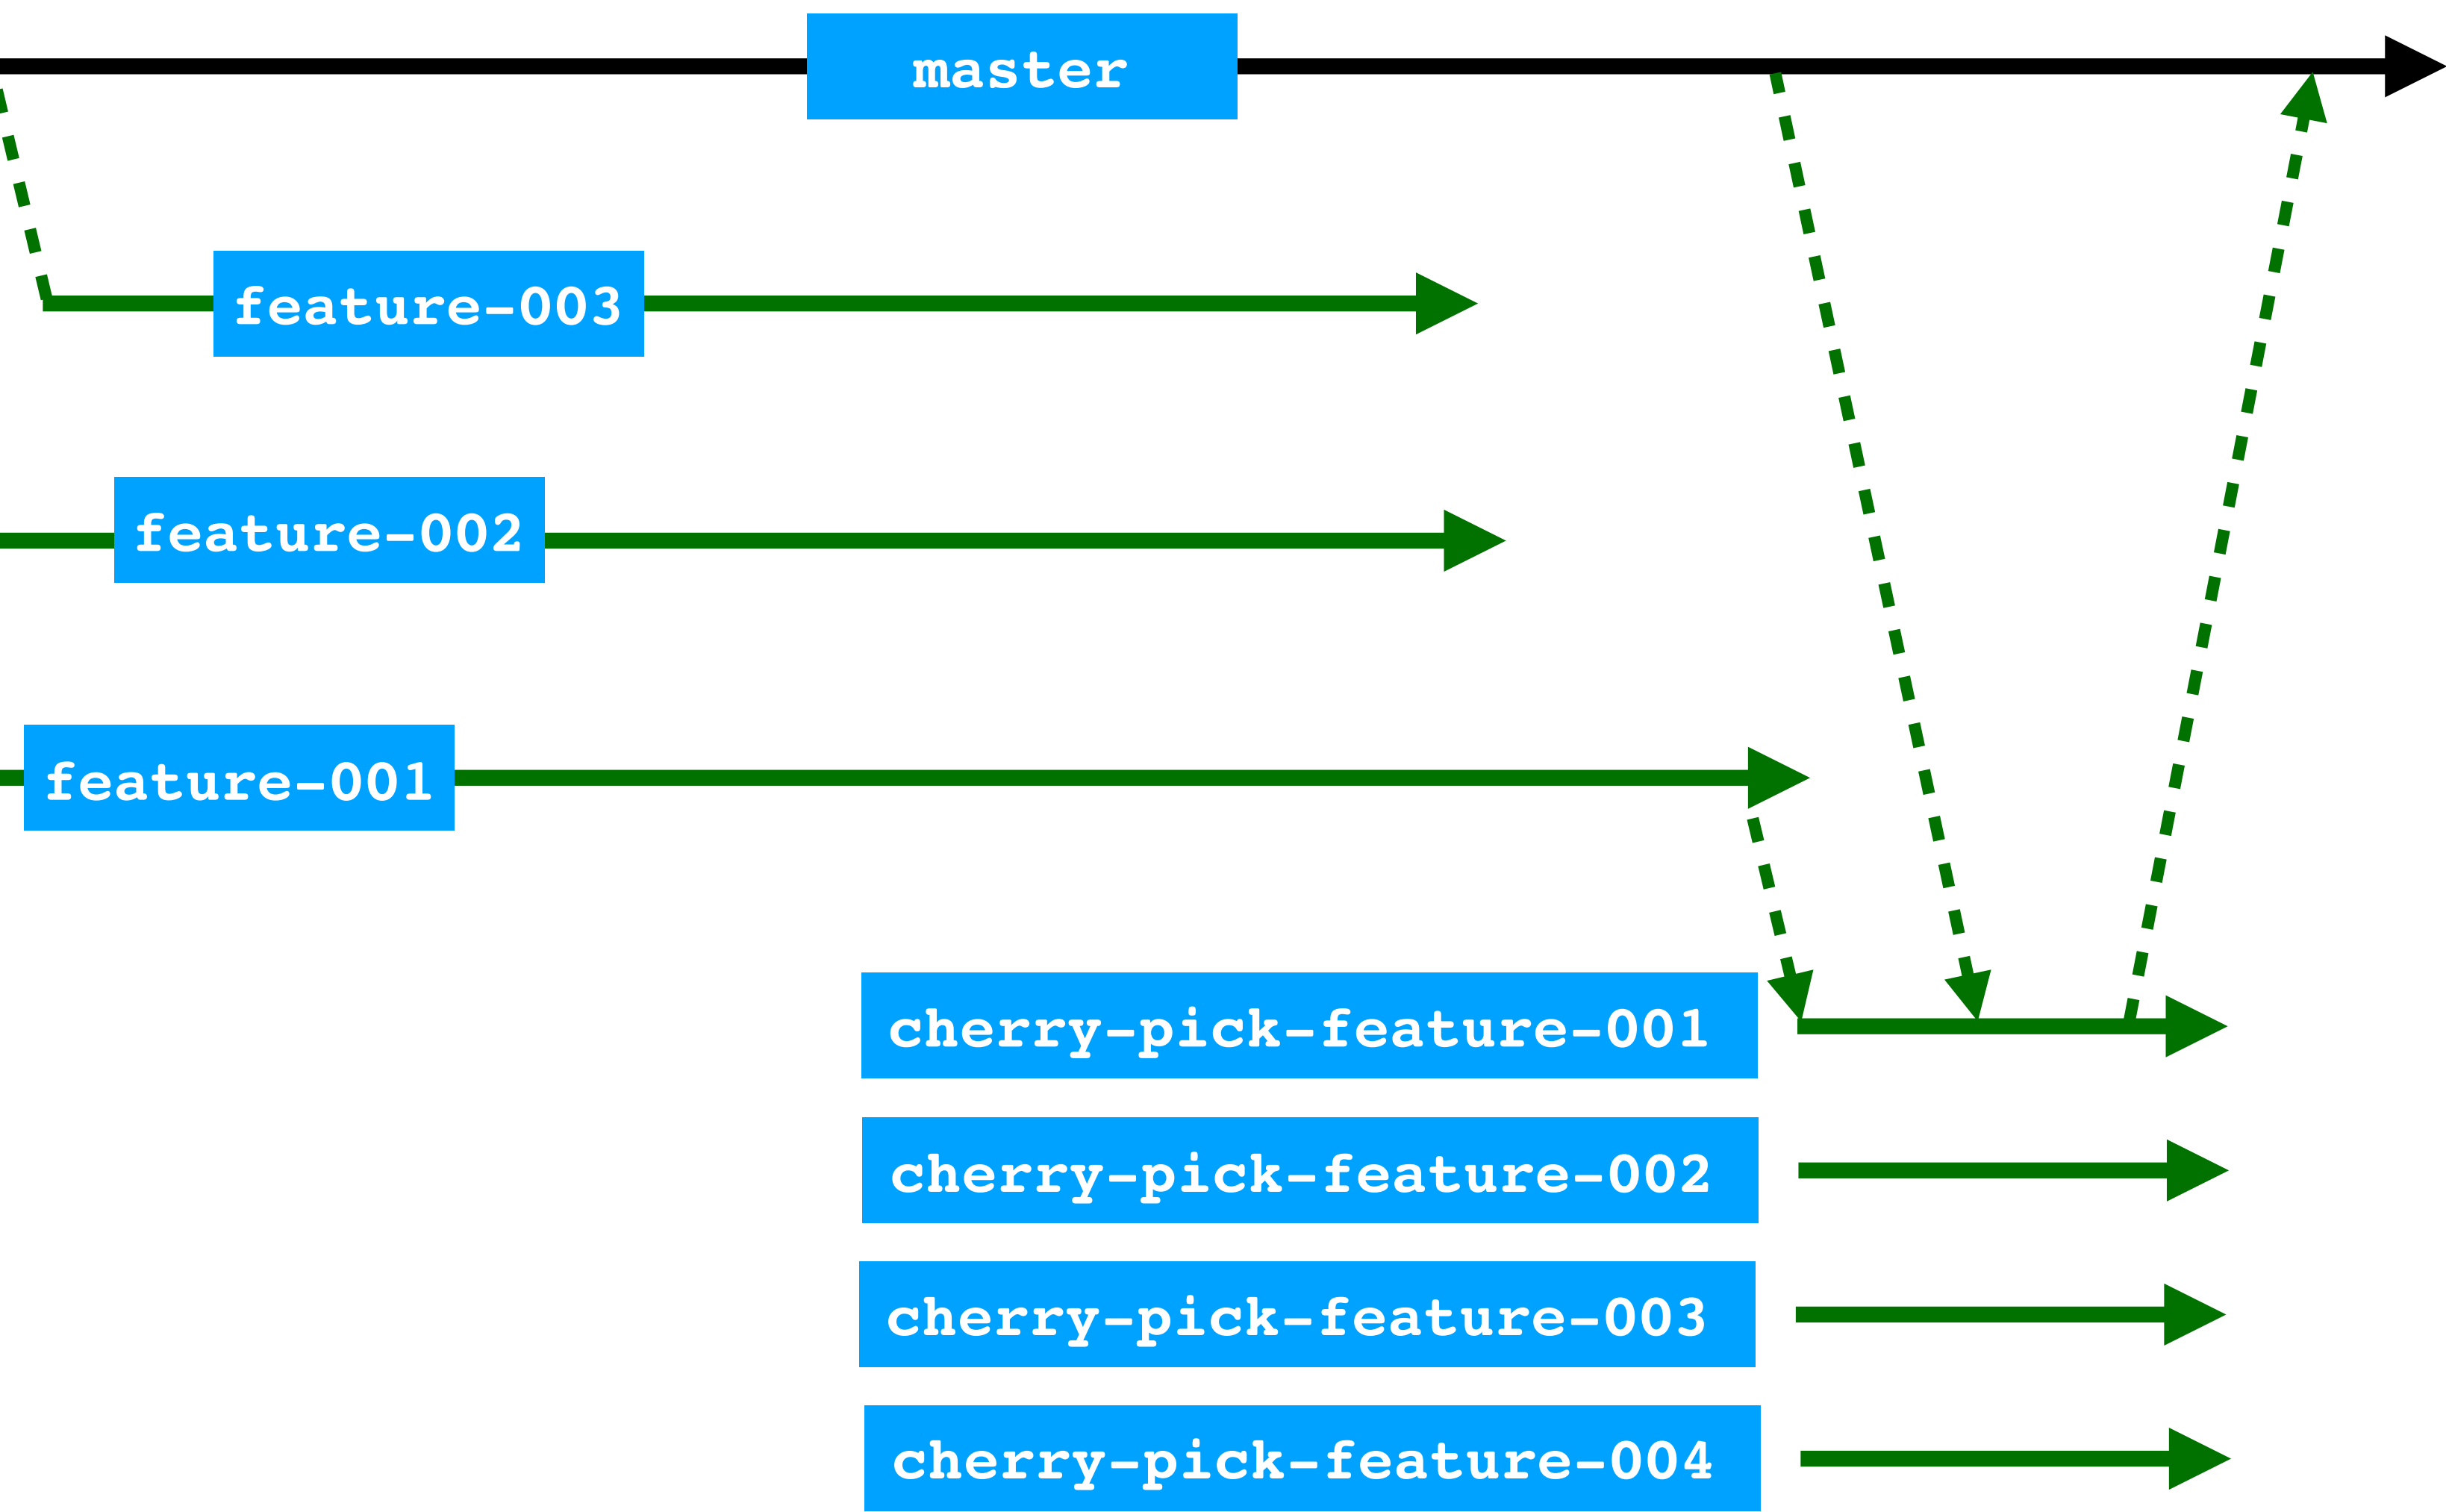 master
feature-003
feature-002
feature-001
cherry-pick-feature-001
cherry-pick-feature-002
cherry-pick-feature-003
cherry-pick-feature-004